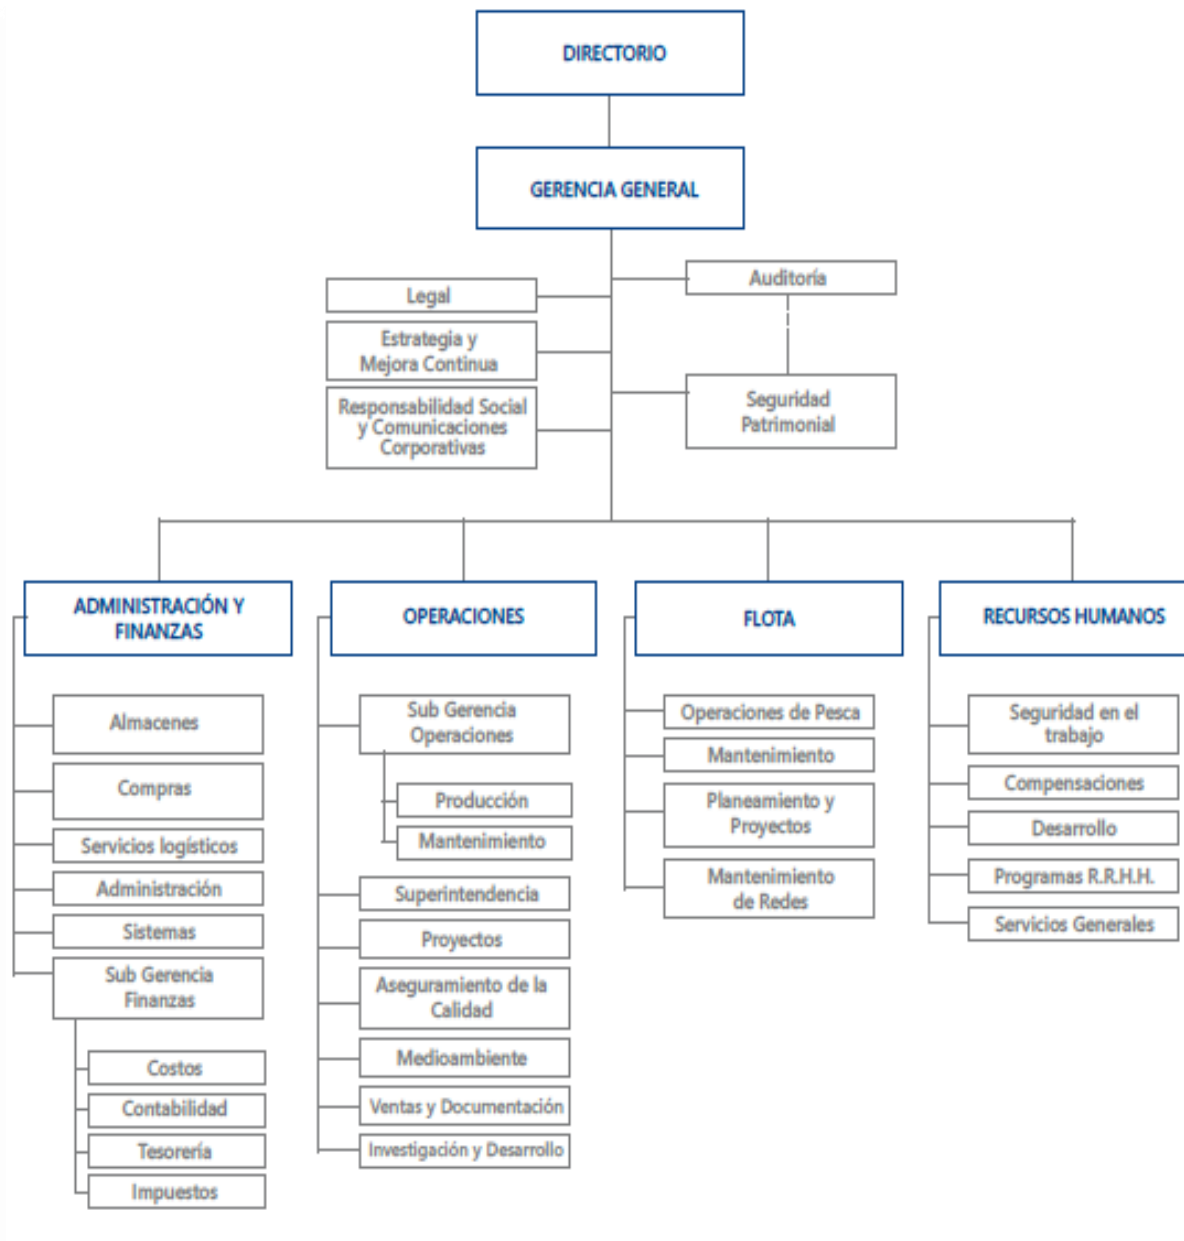 DIRECTORIO
GERENCIA GENERAL
Auditoría
Legal
Estrategia y
Mejora Continua
Seguridad
Patrimonial
Responsabilidad Social
y Comunicaciones
Corporativas
ADMINISTRACIÓN Y
FINANZAS
Almacenes
Compras
Servicios logísticos
Administración
Sistemas
Sub Gerencia
Finanzas
Costos
Contabilidad
Tesorería
Impuestos
OPERACIONES
Sub Gerencia
Operaciones
Producción
Mantenimiento
Superintendencia
Proyectos
Aseguramiento de la
Calidad
Medioambiente
Ventas y Documentación
Investigación y Desarrollo
FLOTA
Operaciones de Pesca
Mantenimiento
Planeamiento y
Proyectos
Mantenimiento
de Redes
RECURSOS HUMANOS
Seguridad en el
trabajo
Compensaciones
Desarrollo
Programas R.R.H.H.
Servicios Generales